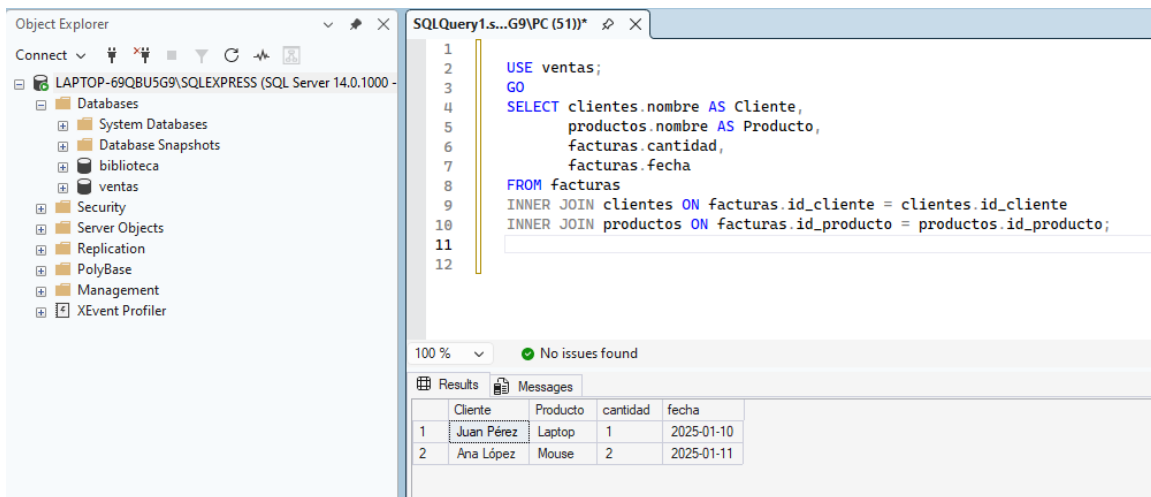 Object Explorer
Connect
LAPTOP-69QBU5G9\SQLEXPRESS (SQL Server 14.0.1000 -
Databases
System Databases
Database Snapshots
biblioteca
ventas
Security
Server Objects
Replication
PolyBase
Management
XEvent Profiler
SQLQuery1.s...G9\PC (51))*
1
2 USE ventas;
3 GO
4 SELECT clientes.nombre AS Cliente,
5 productos.nombre AS Producto,
6 facturas.cantidad,
7 facturas.fecha
8 FROM facturas
9 INNER JOIN clientes ON facturas.id_cliente = clientes.id_cliente
10 INNER JOIN productos ON facturas.id_producto = productos.id_producto;
11
12
100 % No issues found
Results Messages
Cliente Producto cantidad fecha
1 Juan Pérez Laptop 1 2025-01-10
2 Ana López Mouse 2 2025-01-11